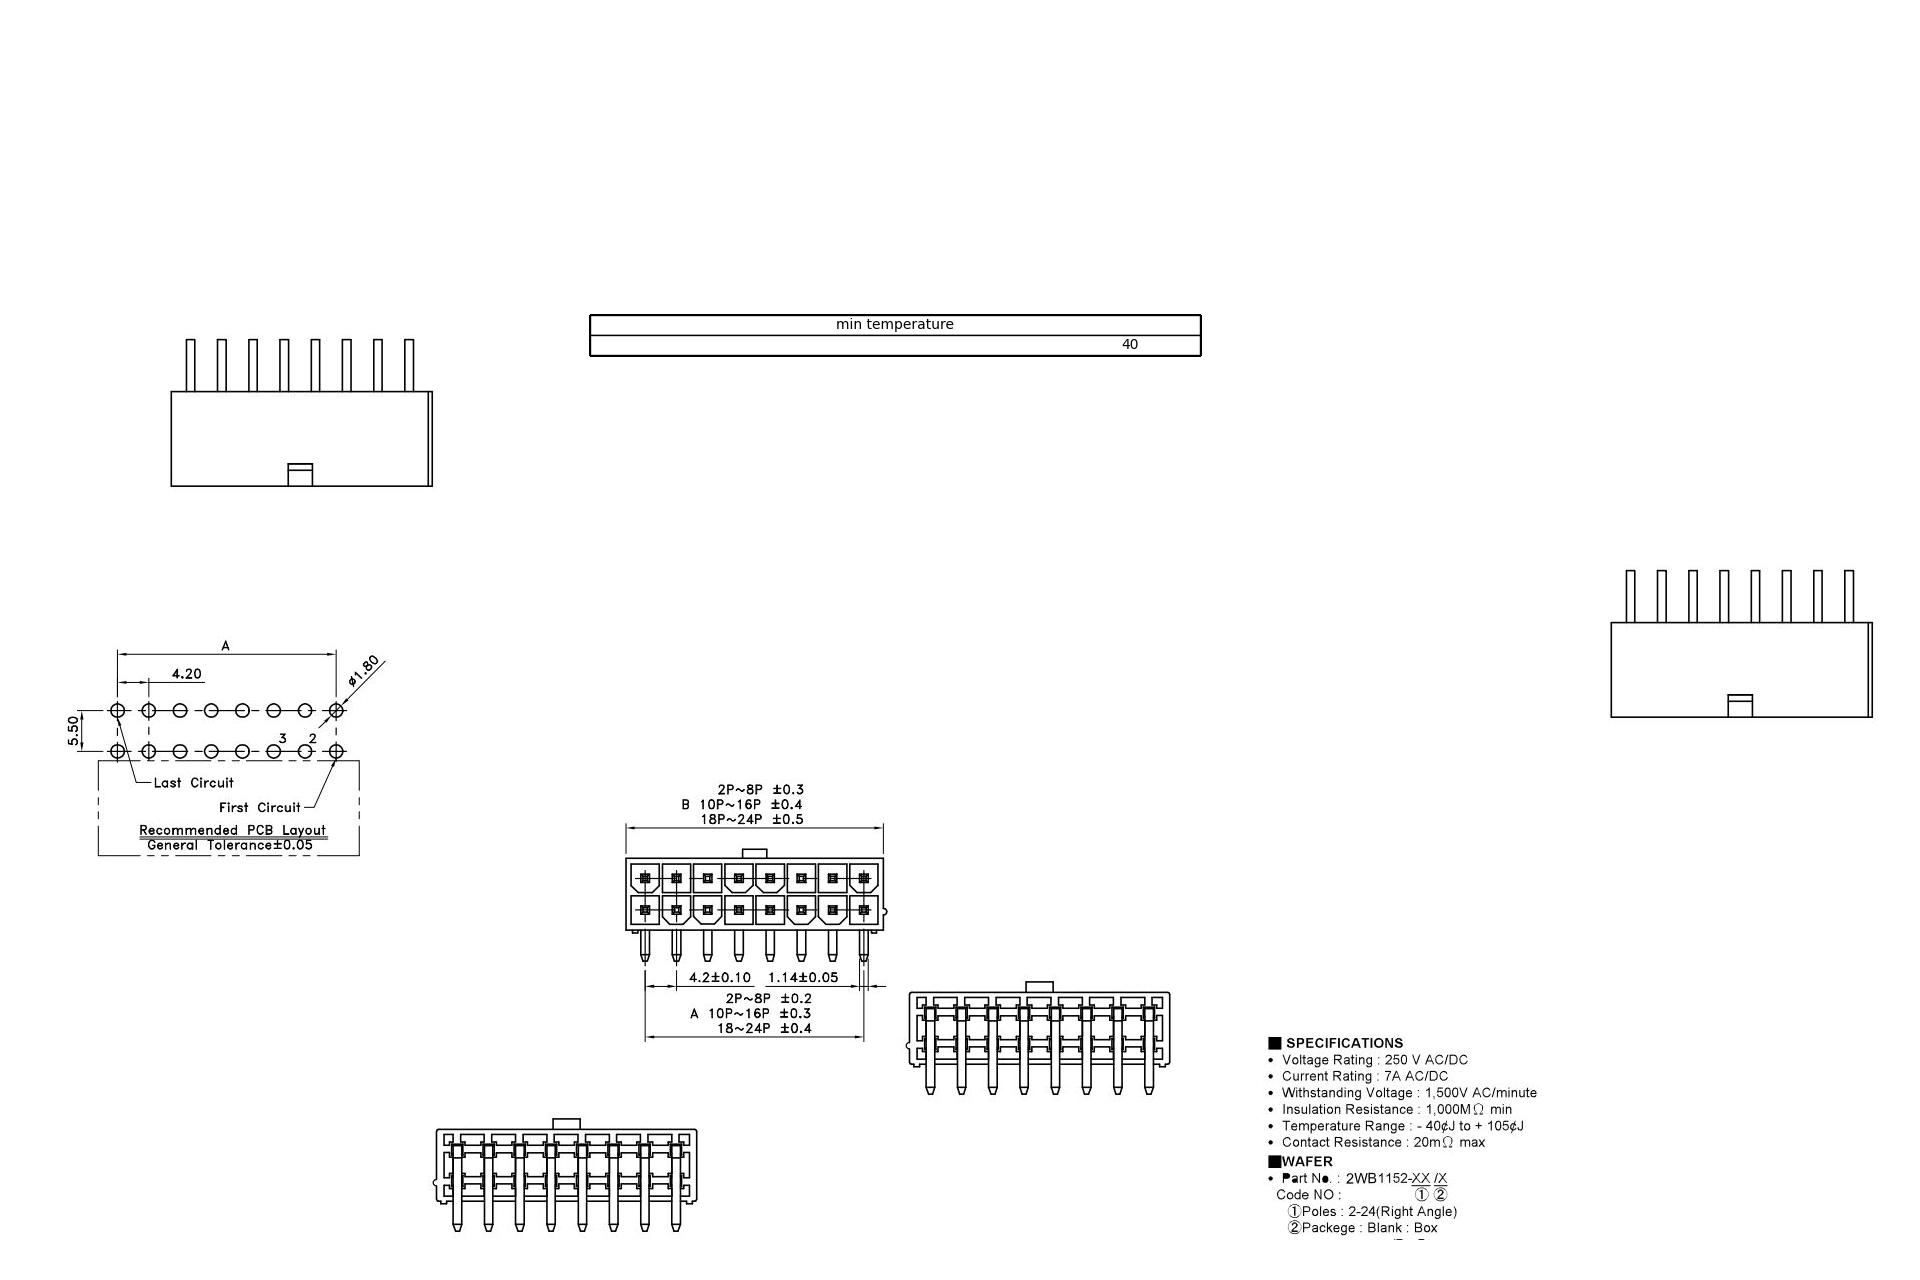 min temperature
40
A
4.20
ø1.80
5.50
3 2
Last Circuit
First Circuit
Recommended PCB Layout
General Tolerance±0.05
2P~8P ±0.3
B 10P~16P ±0.4
18P~24P ±0.5
4.2±0.10 1.14±0.05
2P~8P ±0.2
A 10P~16P ±0.3
18~24P ±0.4
■ SPECIFICATIONS
• Voltage Rating : 250 V AC/DC
• Current Rating : 7A AC/DC
• Withstanding Voltage : 1,500V AC/minute
• Insulation Resistance : 1,000MΩ min
• Temperature Range : - 40¢J to + 105¢J
• Contact Resistance : 20mΩ max
■WAFER
• Part No. : 2WB1152-XX /X
Code NO : ① ②
①Poles : 2-24(Right Angle)
②Packege : Blank : Box